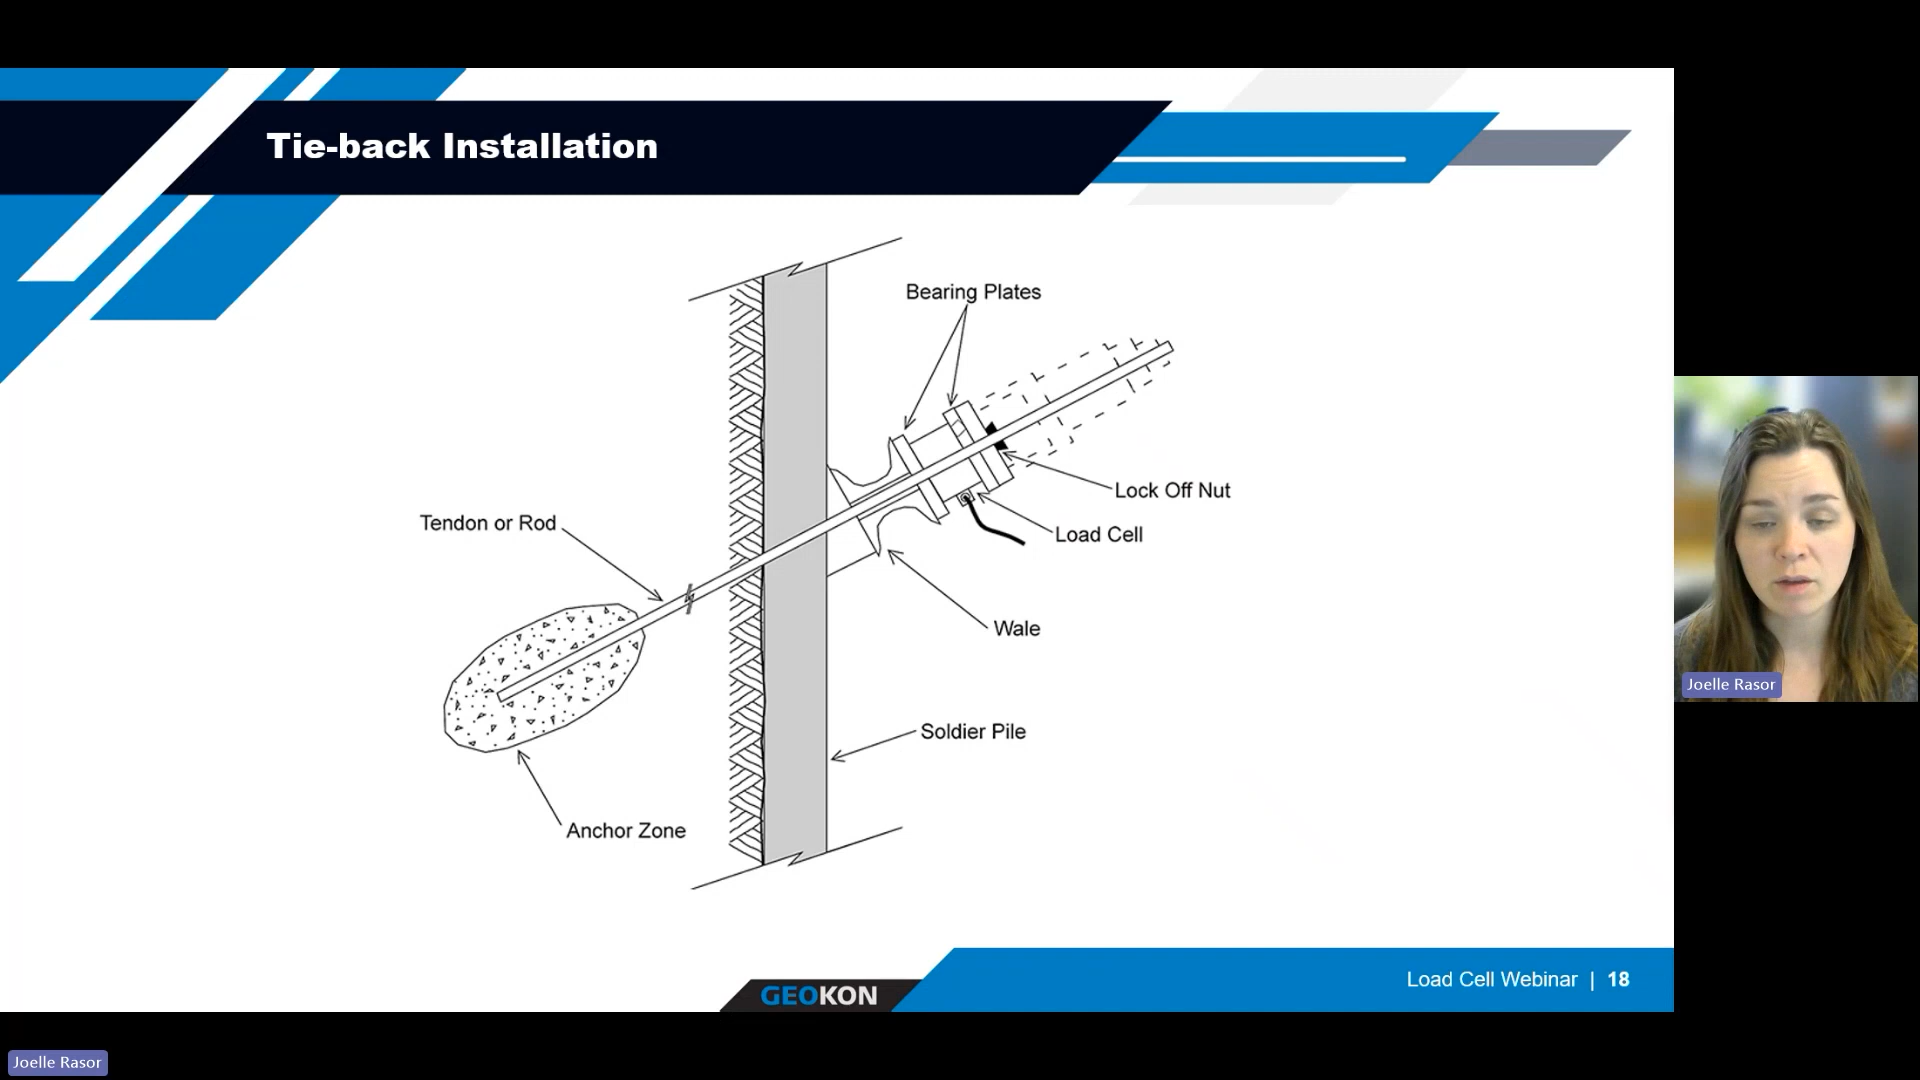 Tie-back Installation
Bearing Plates
Lock Off Nut
Tendon or Rod
Load Cell
Wale
Soldier Pile
Anchor Zone
Joelle Rasor
GEOKON
Load Cell Webinar | 18
Joelle Rasor